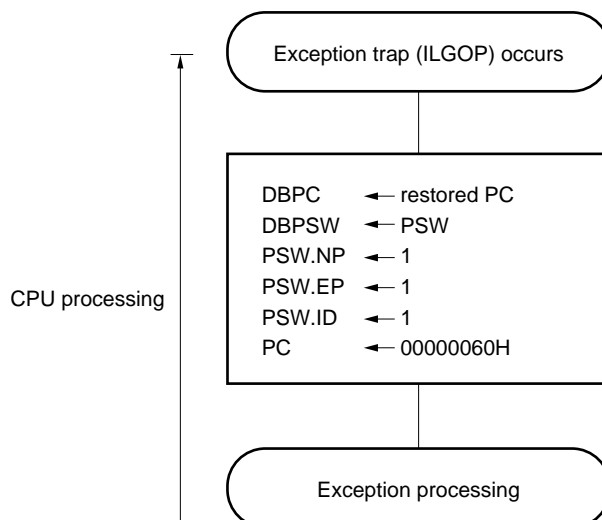 Exception trap (ILGOP) occurs
DBPC ← restored PC
DBPSW ← PSW
PSW.NP ← 1
PSW.EP ← 1
PSW.ID ← 1
PC ← 00000060H
CPU processing
Exception processing